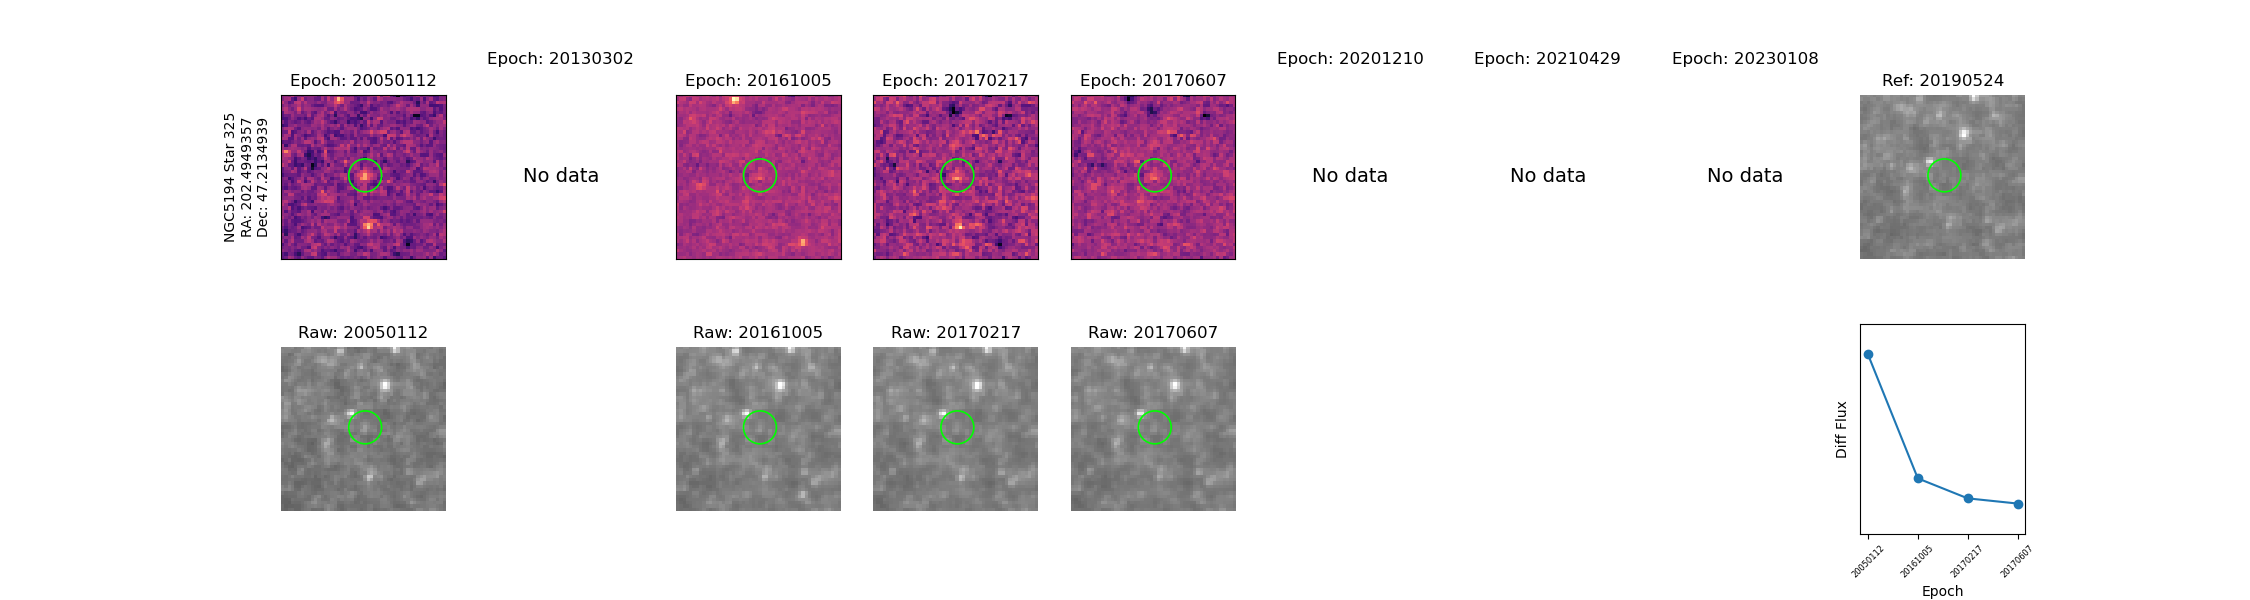 Epoch: 20050112
Epoch: 20130302
Epoch: 20161005
Epoch: 20170217
Epoch: 20170607
Epoch: 20201210
Epoch: 20210429
Epoch: 20230108
Ref: 20190524
NGC5194 Star 325
RA: 202.4949357
Dec: 47.2134939
No data
No data
No data
No data
Raw: 20050112
Raw: 20161005
Raw: 20170217
Raw: 20170607
Diff Flux
20050112
20161005
20170217
20170607
Epoch